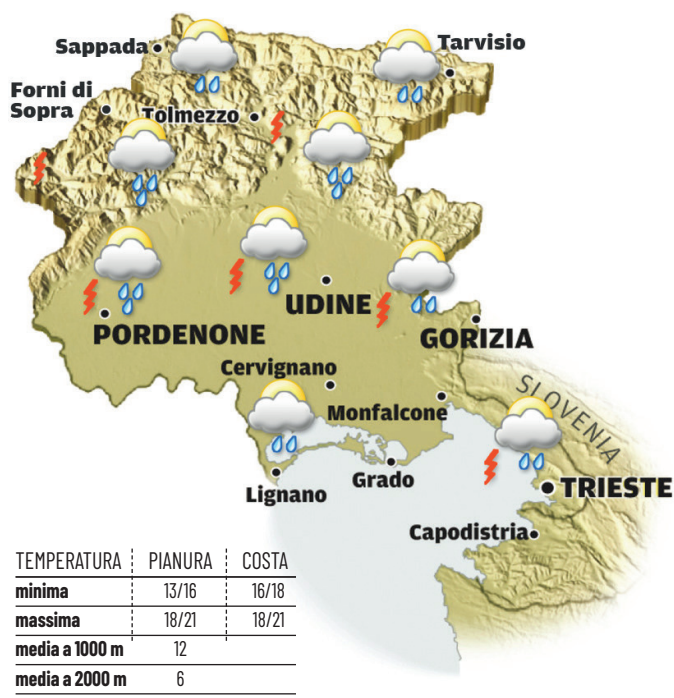 Sappada
Tarvisio
Forni di
Sopra
Tolmezzo
UDINE
PORDENONE
GORIZIA
Cervignano
SLOVENIA
Monfalcone
Grado
Lignano
TRIESTE
Capodistria
TEMPERATURA PIANURA COSTA
minima 13/16 16/18
massima 18/21 18/21
media a 1000 m 12
media a 2000 m 6